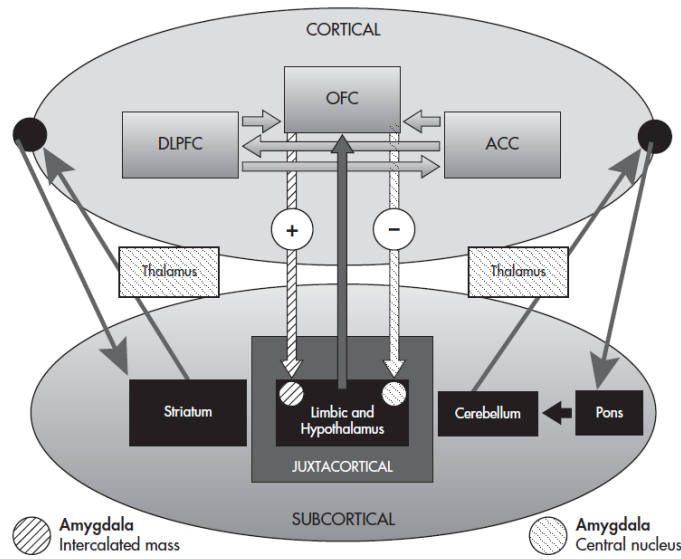 CORTICAL
OFC
DLPFC
ACC
+
−
Thalamus
Thalamus
Striatum
Limbic and
Hypothalamus
Cerebellum
Pons
JUXTACORTICAL
SUBCORTICAL
Amygdala
Intercalated mass
Amygdala
Central nucleus